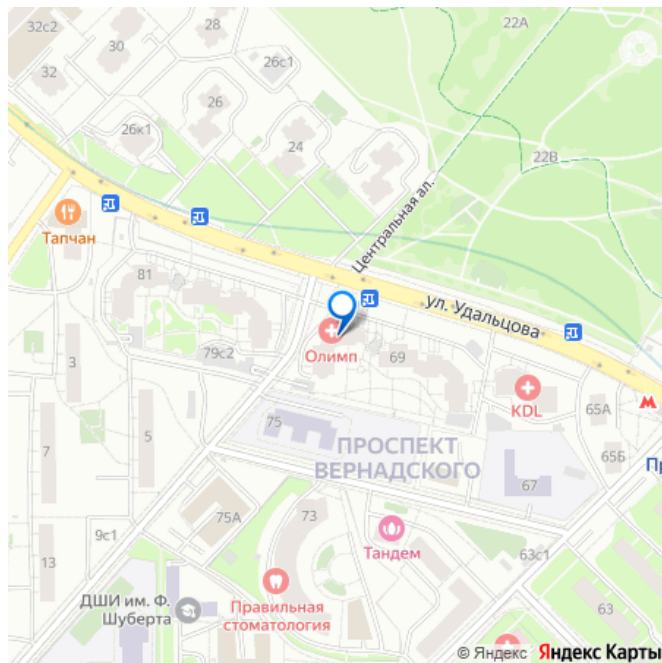 22А
32с2
28
30
26с1
32
26
26к1
24
22В
Центральная ал.
Тапчан
81
ул. Удальцова
Олимп
79с2
69
3
KDL
65А
75
ПРОСПЕКТ
ВЕРНАДСКОГО
5
7
65Б
Пр
67
75А
73
9с1
Тандем
63с1
13
ДШИ им. Ф.
Шуберта
Правильная
стоматология
63
© Яндекс Яндекс Карты